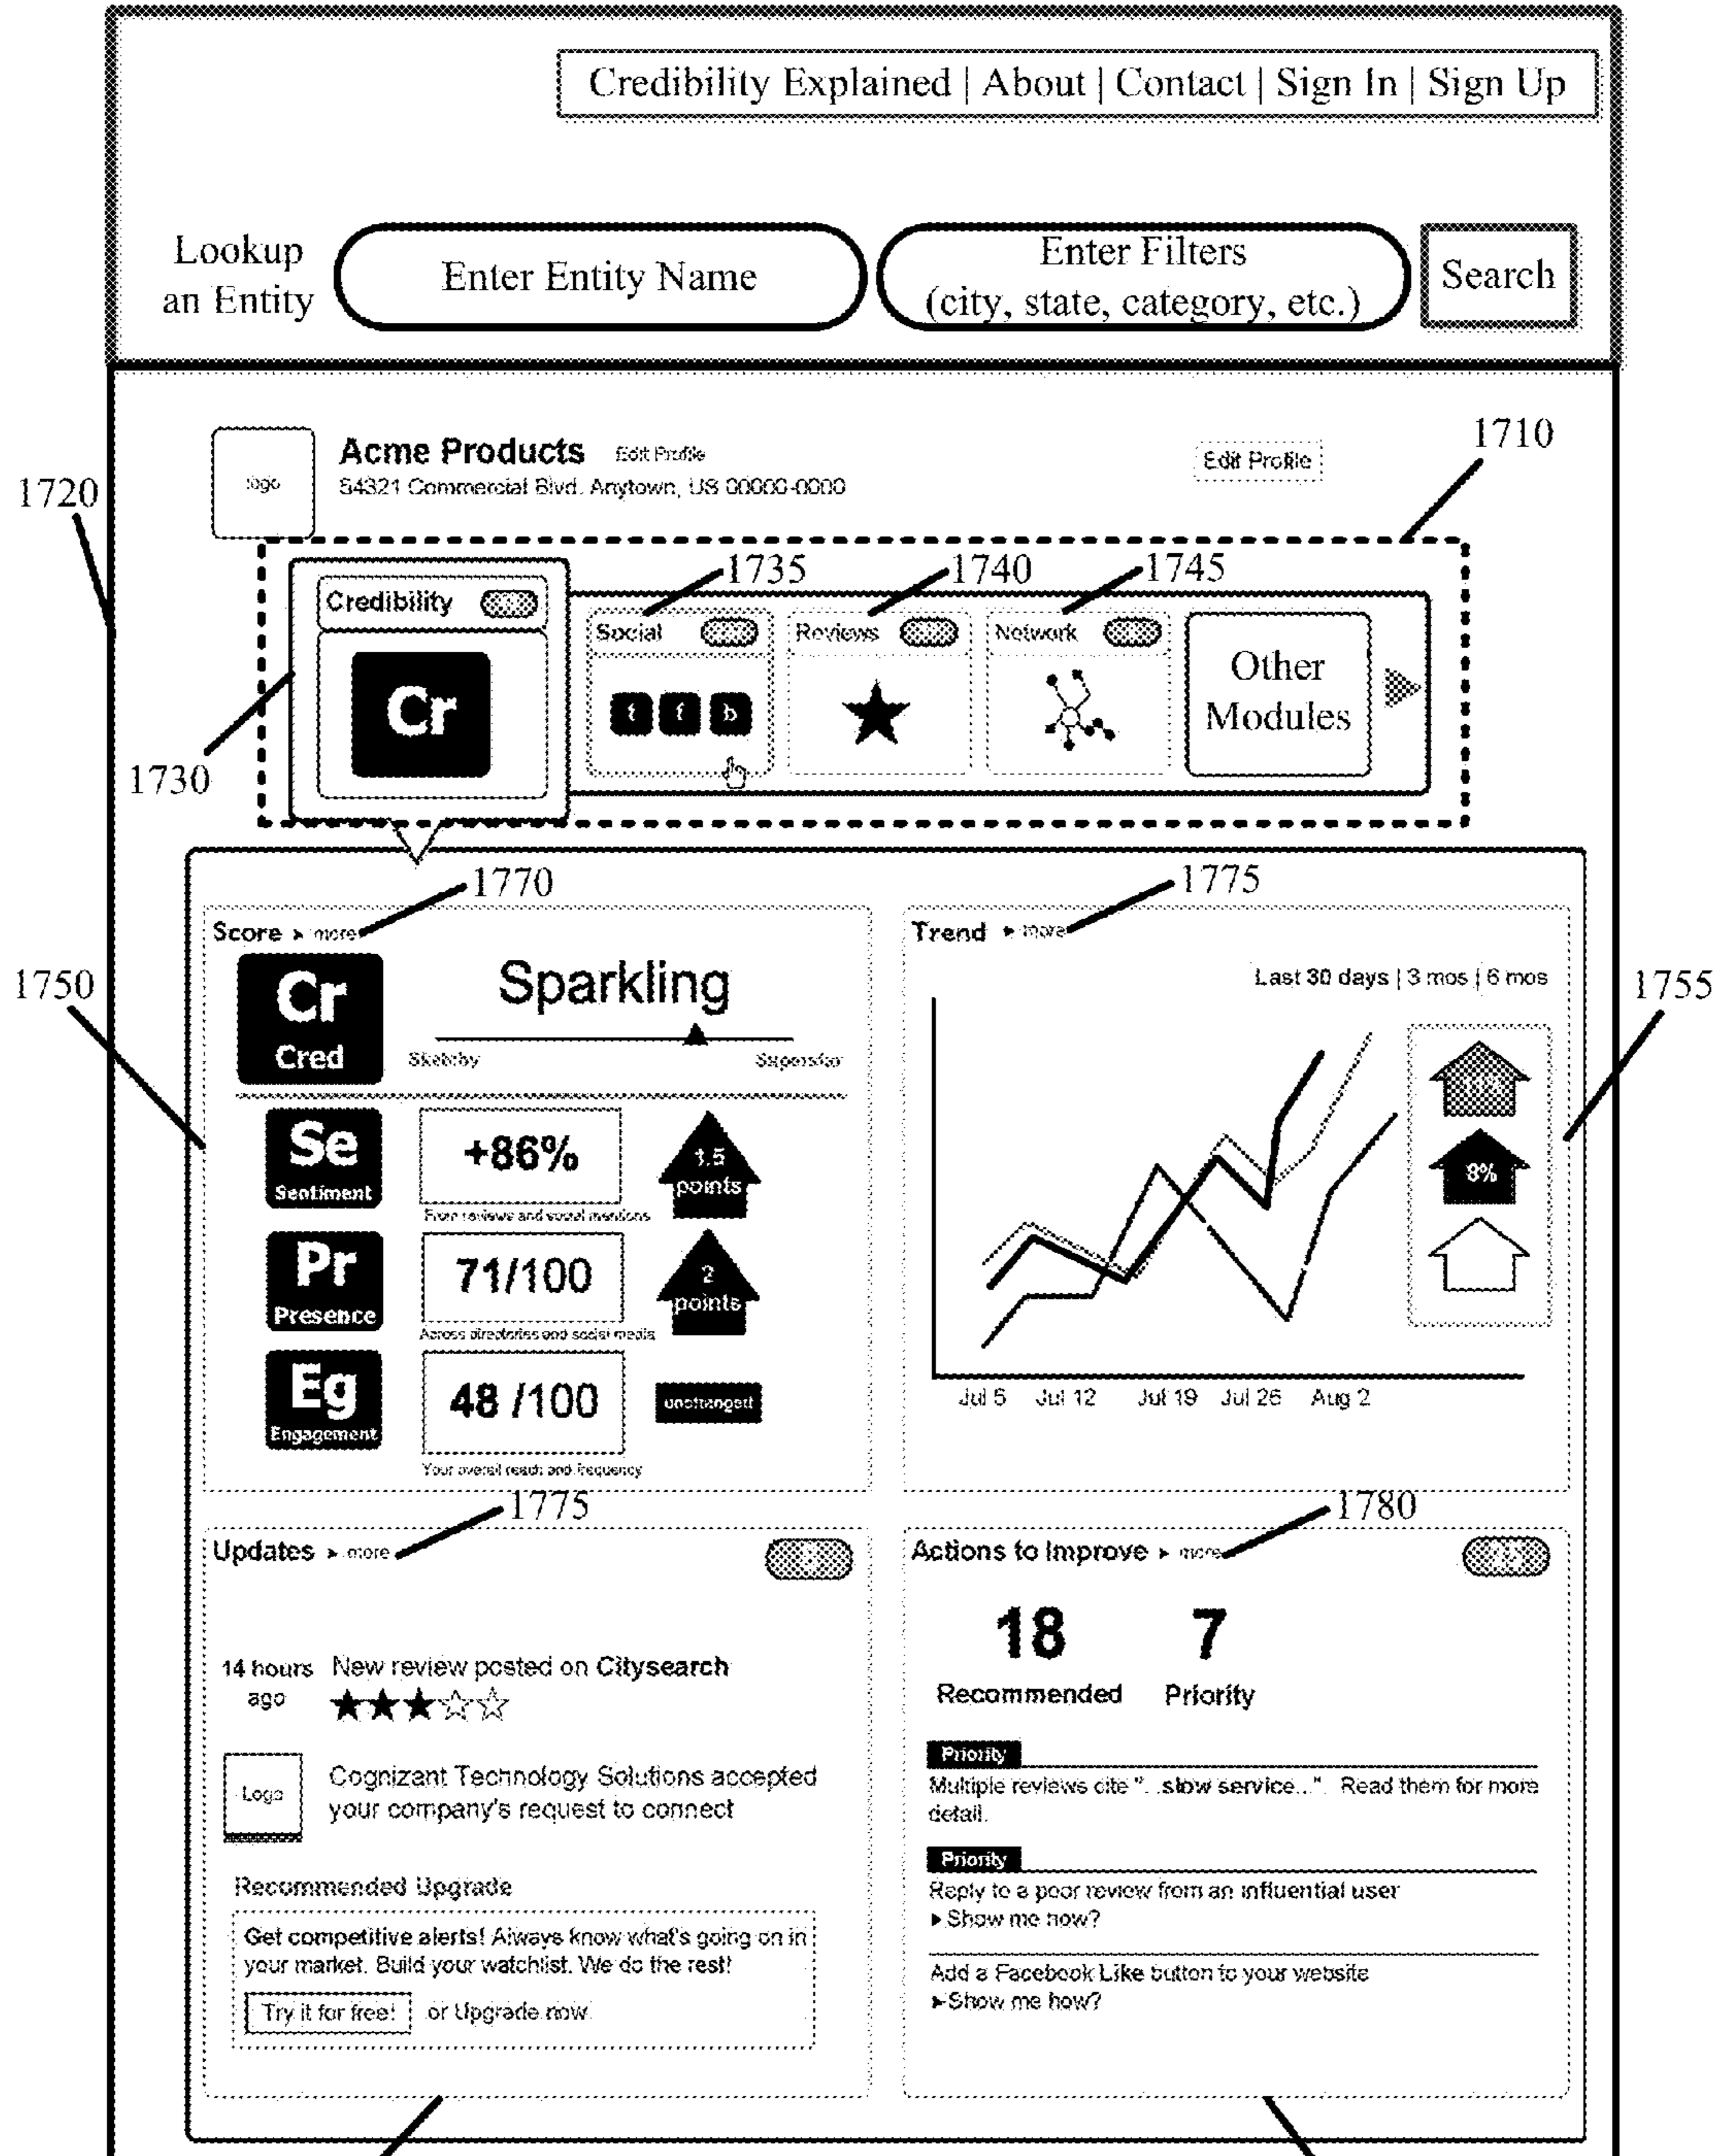 Credibility Explained | About | Contact | Sign In | Sign Up
Lookup
an Entity
Enter Entity Name
Enter Filters
(city, state, category, etc.)
Search
1710
1720
logo
Acme Products Edit Profile
54321 Commercial Blvd. Anytown, US 00000-0000
Edit Profile
1735
1740
1745
Credibility
Cr
Social
t f b
Reviews
Network
Other
Modules
1730
1770
1775
1750
1755
Score ▸ more
Cr
Cred
Sparkling
Sketchy
Superstar
Se
Sentiment
+86%
1.5
points
From reviews and social mentions
Pr
Presence
71/100
2
points
Across directories and social media
Eg
Engagement
48 /100
unchanged
Your overall reach and frequency
Trend ▸ more
Last 30 days | 3 mos | 6 mos
8%
Jul 5 Jul 12 Jul 19 Jul 26 Aug 2
1775
1780
Updates ▸ more
14 hours
ago
New review posted on Citysearch
Logo
Cognizant Technology Solutions accepted
your company's request to connect
Recommended Upgrade
Get competitive alerts! Always know what's going on in
your market. Build your watchlist. We do the rest!
Try it for free! or Upgrade now
Actions to Improve ▸ more
18
7
Recommended
Priority
Priority
Multiple reviews cite "...slow service...". Read them for more
detail.
Priority
Reply to a poor review from an influential user
▸ Show me how?
Add a Facebook Like button to your website
▸ Show me how?